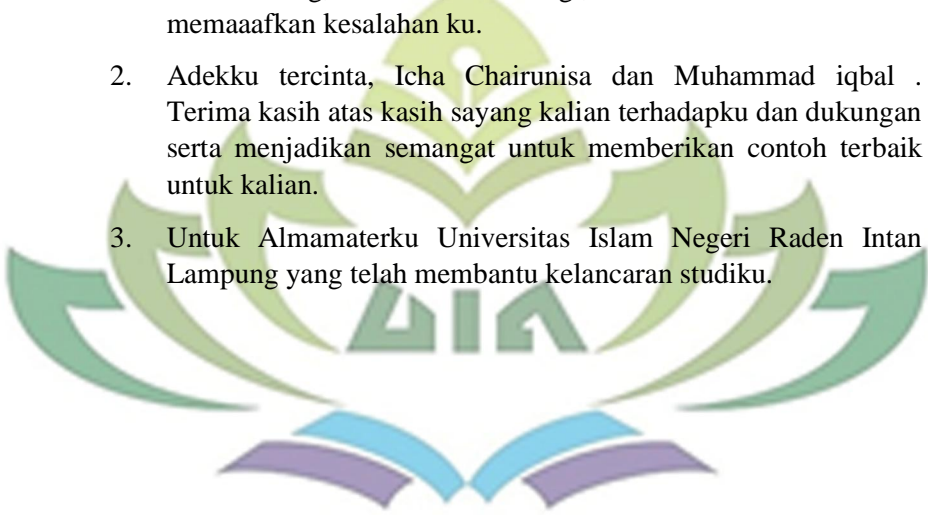 memaaafkan kesalahan ku.
2. Adekku tercinta, Icha Chairunisa dan Muhammad iqbal .
Terima kasih atas kasih sayang kalian terhadapku dan dukungan
serta menjadikan semangat untuk memberikan contoh terbaik
untuk kalian.
3. Untuk Almamaterku Universitas Islam Negeri Raden Intan
Lampung yang telah membantu kelancaran studiku.
UIN